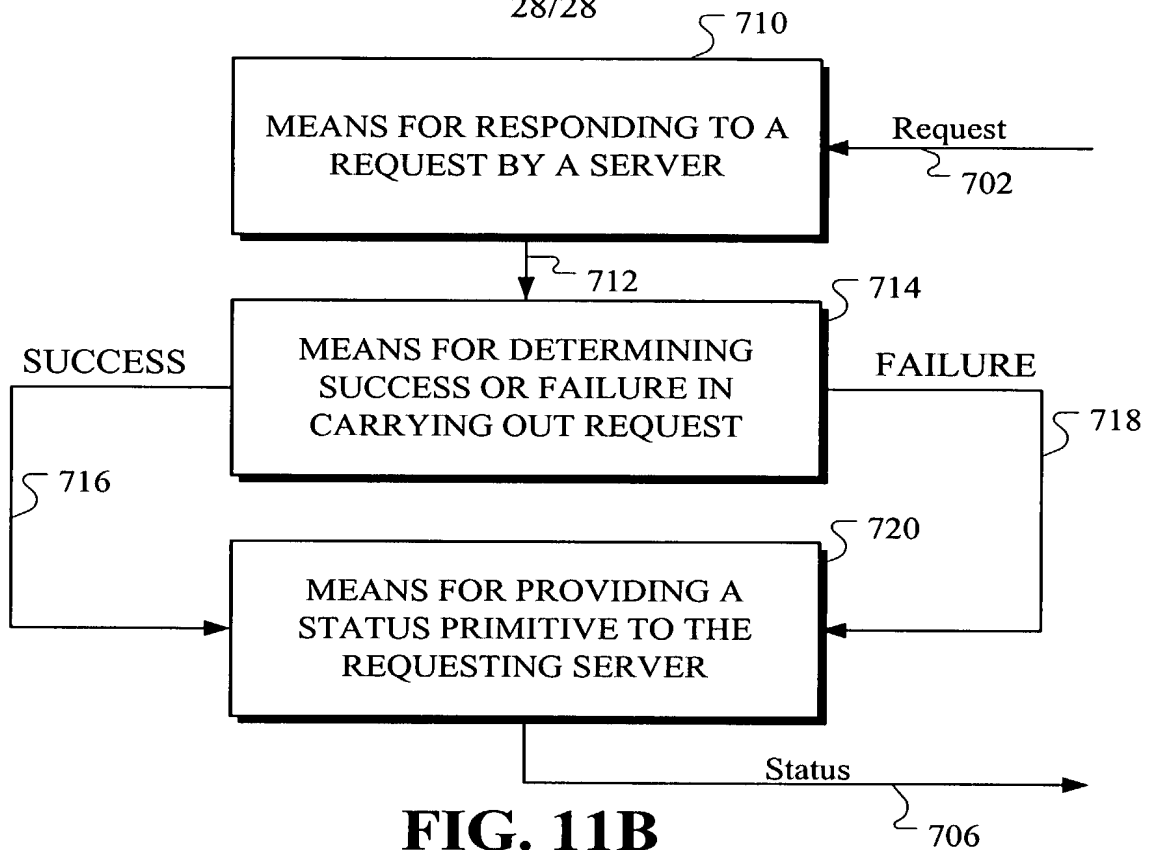 28/28
710
MEANS FOR RESPONDING TO A
REQUEST BY A SERVER
Request
702
712
714
MEANS FOR DETERMINING
SUCCESS OR FAILURE IN
CARRYING OUT REQUEST
SUCCESS
FAILURE
716
718
720
MEANS FOR PROVIDING A
STATUS PRIMITIVE TO THE
REQUESTING SERVER
Status
706
FIG. 11B